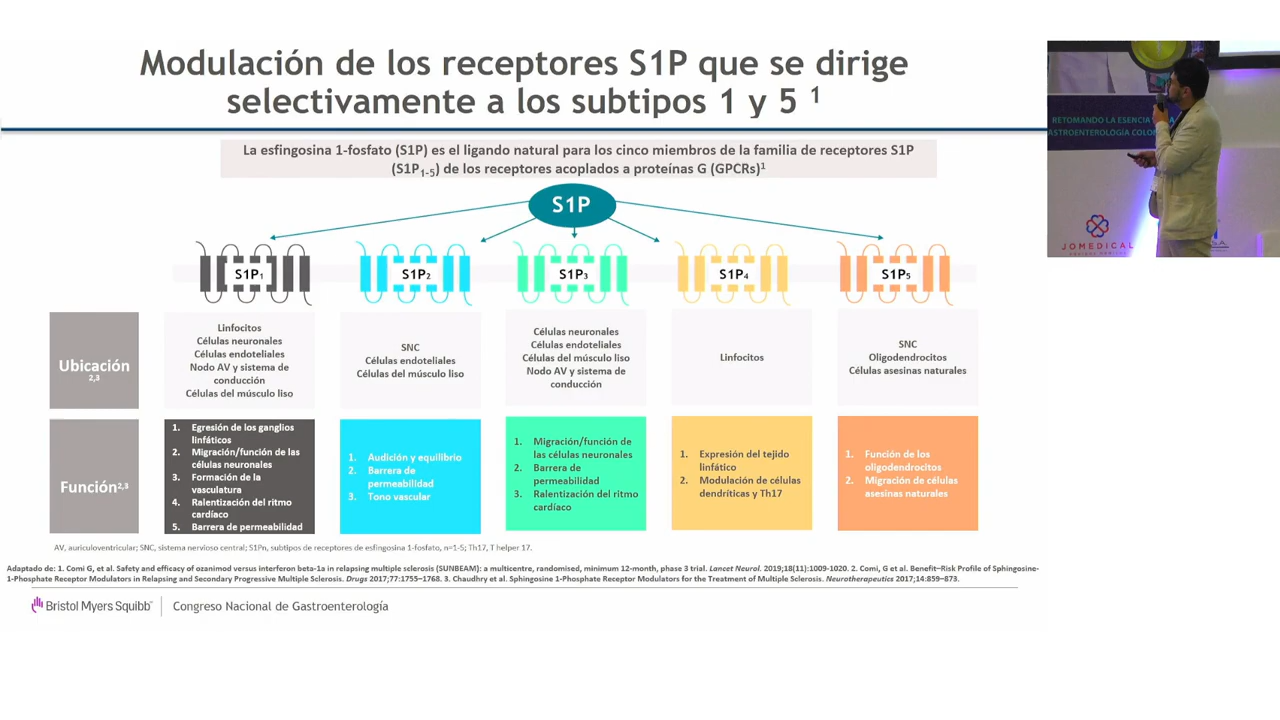 Modulación de los receptores S1P que se dirige
selectivamente a los subtipos 1 y 5 1
La esfingosina 1-fosfato (S1P) es el ligando natural para los cinco miembros de la familia de receptores S1P
(S1P1-5) de los receptores acoplados a proteínas G (GPCRs)1
S1P
S1P1
S1P2
S1P3
S1P4
S1P5
Ubicación
2,3
Linfocitos
Células neuronales
Células endoteliales
Nodo AV y sistema de
conducción
Células del músculo liso
SNC
Células endoteliales
Células del músculo liso
Células neuronales
Células endoteliales
Células del músculo liso
Nodo AV y sistema de
conducción
Linfocitos
SNC
Oligodendrocitos
Células asesinas naturales
Función2,3
1. Egresión de los ganglios
linfáticos
2. Migración/función de las
células neuronales
3. Formación de la
vasculatura
4. Ralentización del ritmo
cardíaco
5. Barrera de permeabilidad
1. Audición y equilibrio
2. Barrera de
permeabilidad
3. Tono vascular
1. Migración/función de
las células neuronales
2. Barrera de
permeabilidad
3. Ralentización del ritmo
cardíaco
1. Expresión del tejido
linfático
2. Modulación de células
dendríticas y Th17
1. Función de los
oligodendrocitos
2. Migración de células
asesinas naturales
AV, auriculoventricular; SNC, sistema nervioso central; S1Pn, subtipos de receptores de esfingosina 1-fosfato, n=1-5; Th17, T helper 17.
Adaptado de: 1. Comi G, et al. Safety and efficacy of ozanimod versus interferon beta-1a in relapsing multiple sclerosis (SUNBEAM): a multicentre, randomised, minimum 12-month, phase 3 trial. Lancet Neurol. 2019;18(11):1009-1020. 2. Comi, G et al. Benefit–Risk Profile of Sphingosine-
1-Phosphate Receptor Modulators in Relapsing and Secondary Progressive Multiple Sclerosis. Drugs 2017;77:1755–1768. 3. Chaudhry et al. Sphingosine 1-Phosphate Receptor Modulators for the Treatment of Multiple Sclerosis. Neurotherapeutics 2017;14:859–873.
Bristol Myers Squibb
Congreso Nacional de Gastroenterología
RETOMANDO LA ESENCIA
JOMEDICAL